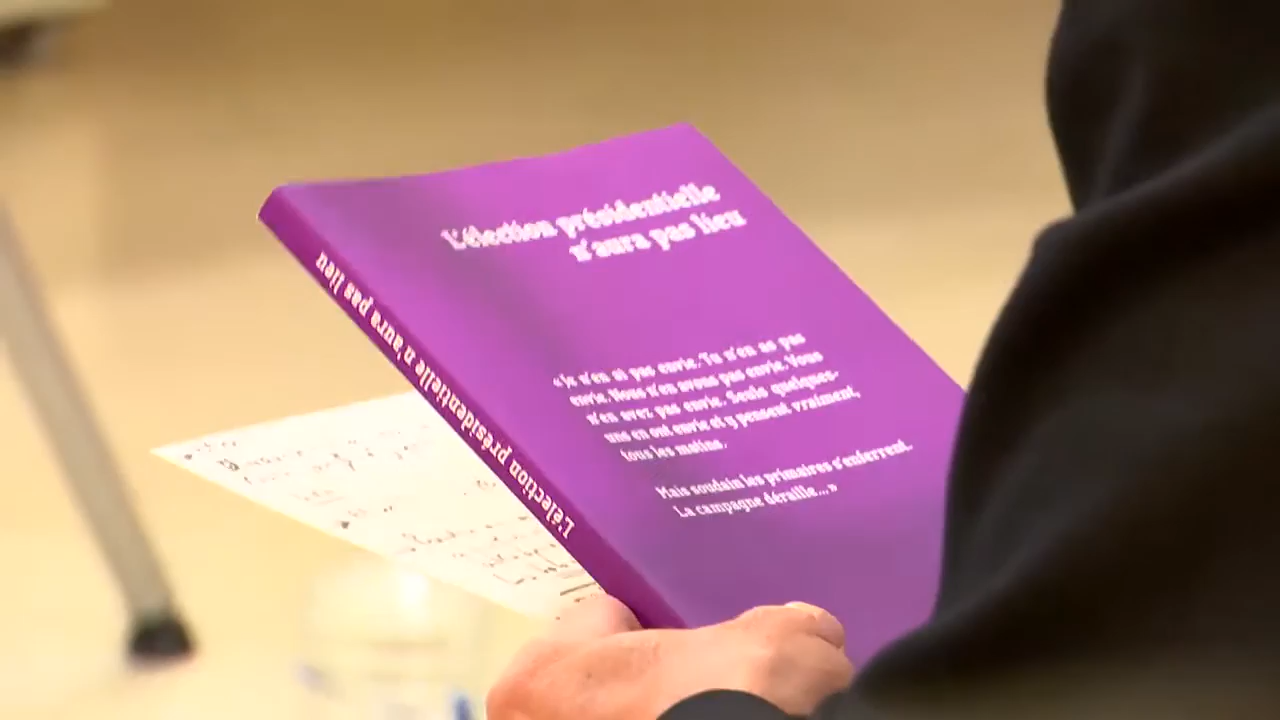 L'élection présidentielle
n'aura pas lieu
«Je n'en ai pas envie. Tu n'en as pas
envie. Nous n'en avons pas envie. Vous
n'en avez pas envie. Seuls quelques-
uns en ont envie et y pensent vraiment,
tous les matins.
Mais soudain les primaires s'enterrent.
La campagne déraille...»
L'élection présidentielle n'aura pas lieu